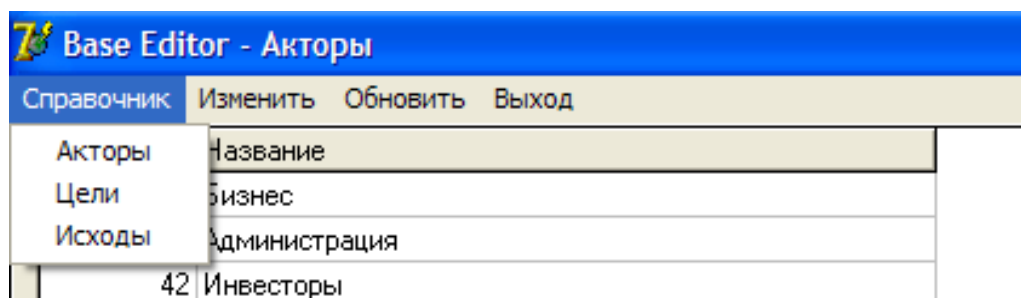 Base Editor - Акторы
Справочник Изменить Обновить Выход
Акторы Название
Цели Бизнес
Исходы Администрация
42 Инвесторы